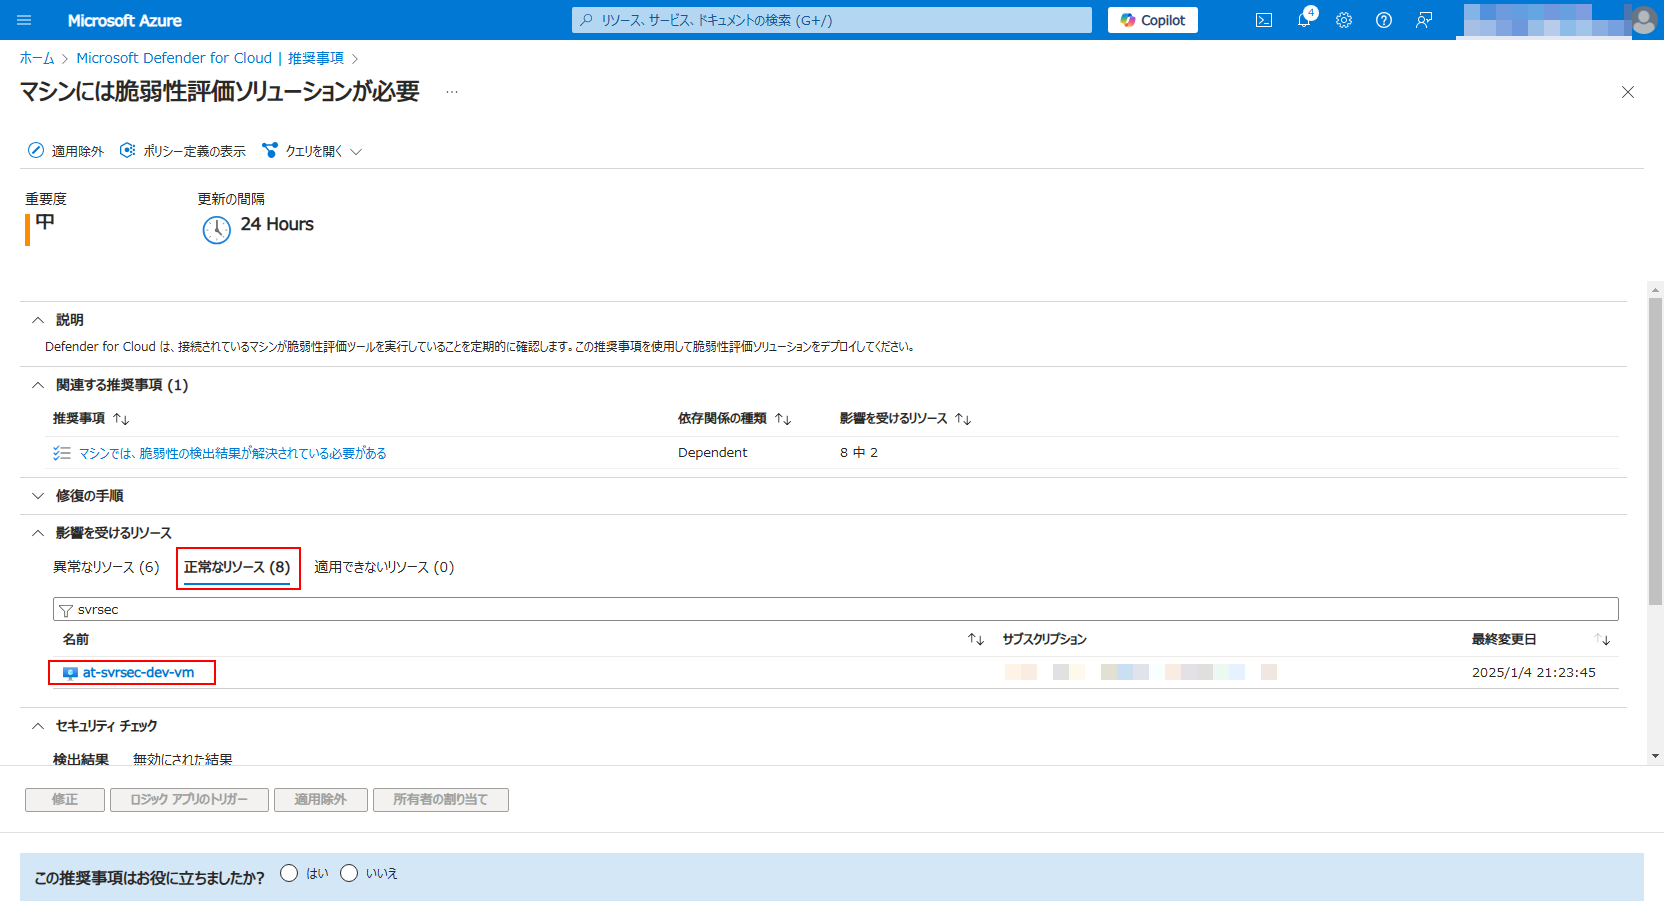 Microsoft Azure
リソース、サービス、ドキュメントの検索 (G+/)
Copilot
4
ホーム > Microsoft Defender for Cloud | 推奨事項 >
マシンには脆弱性評価ソリューションが必要 …
適用除外 ポリシー定義の表示 クエリを開く
重要度 更新の間隔
中 24 Hours
説明
Defender for Cloud は、接続されているマシンが脆弱性評価ツールを実行していることを定期的に確認します。この推奨事項を使用して脆弱性評価ソリューションをデプロイしてください。
関連する推奨事項 (1)
推奨事項 ↑↓ 依存関係の種類 ↑↓ 影響を受けるリソース ↑↓
マシンでは、脆弱性の検出結果が解決されている必要がある Dependent 8 中 2
修復の手順
影響を受けるリソース
異常なリソース (6) 正常なリソース (8) 適用できないリソース (0)
svrsec
名前 ↑↓ サブスクリプション 最終変更日 ↑↓
at-svrsec-dev-vm 2025/1/4 21:23:45
セキュリティ チェック
検出結果 無効にされた結果
修正 ロジック アプリのトリガー 適用除外 所有者の割り当て
この推奨事項はお役に立ちましたか? はい いいえ